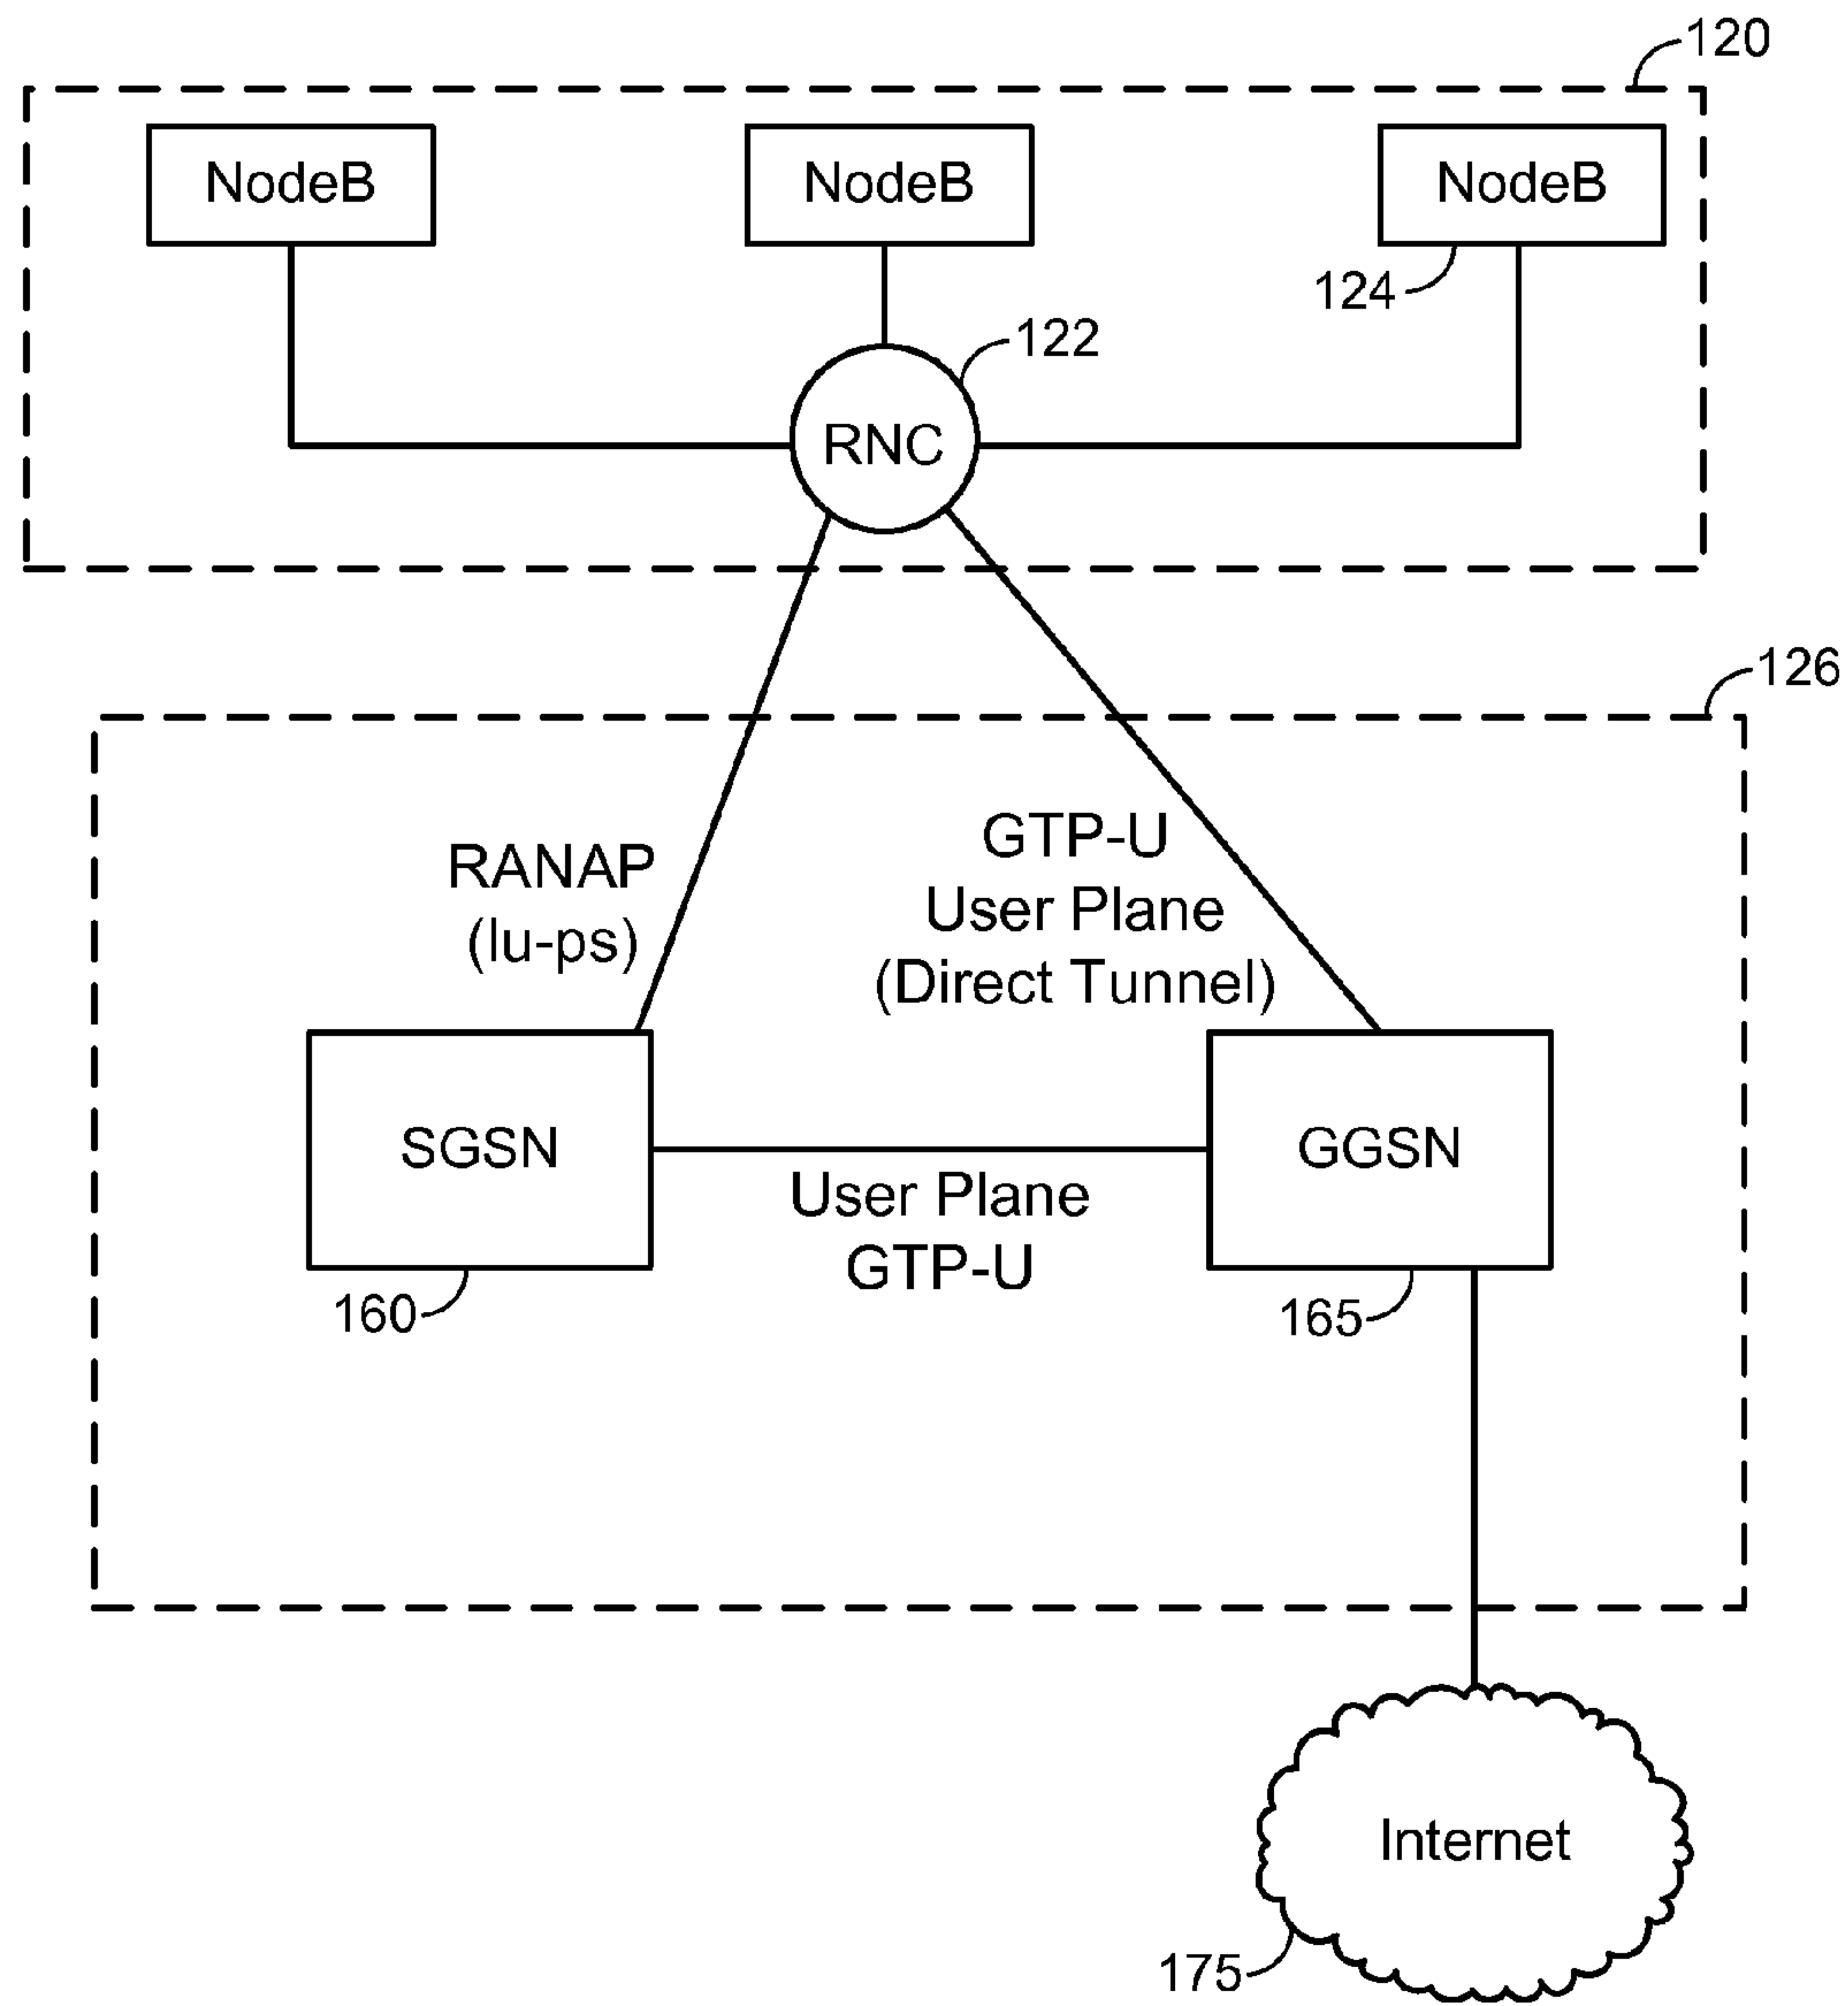 120
NodeB
NodeB
NodeB
124
122
RNC
126
RANAP
(lu-ps)
GTP-U
User Plane
(Direct Tunnel)
SGSN
GGSN
User Plane
GTP-U
160
165
Internet
175